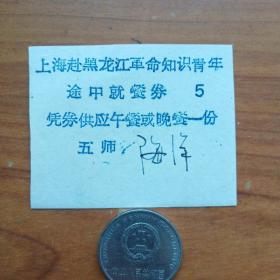 上海赴黑龙江革命知识青年
途中就餐券 5
凭券供应午餐或晚餐一份
五师